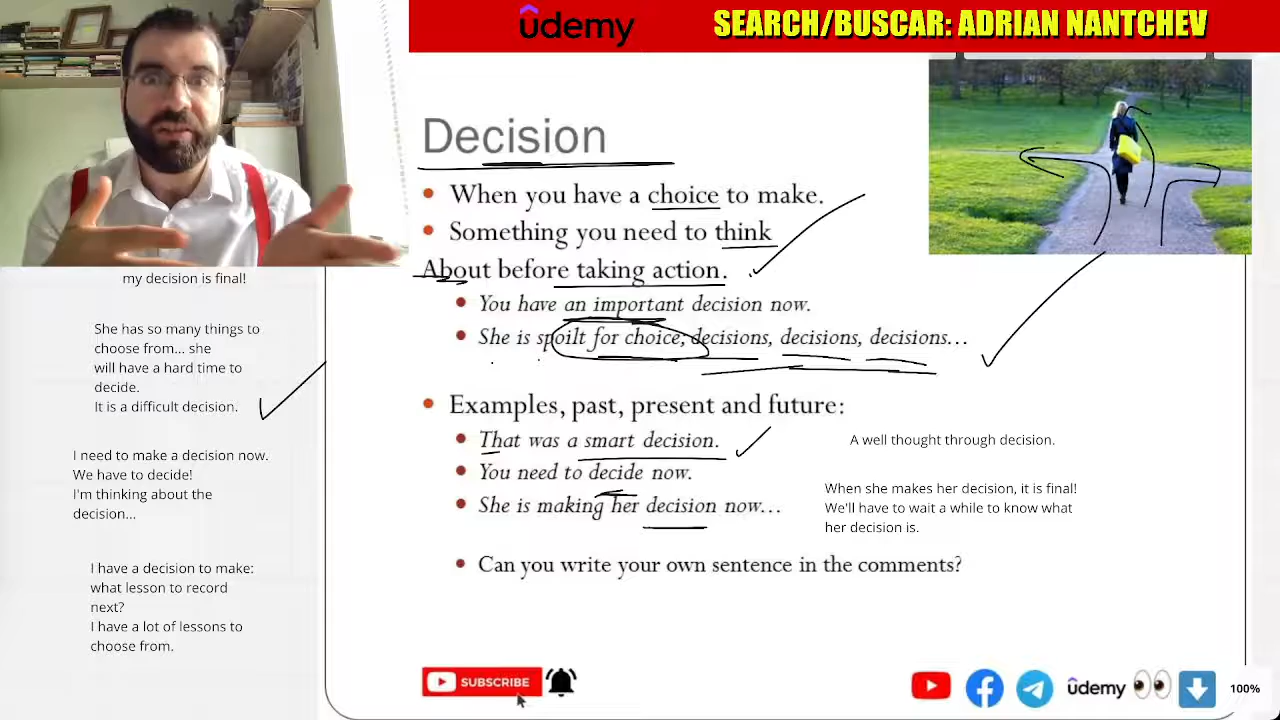 ûdemy
SEARCH/BUSCAR: ADRIAN NANTCHEV
Decision
When you have a choice to make.
Something you need to think
About before taking action.
You have an important decision now.
She is spoilt for choice; decisions, decisions, decisions...
Examples, past, present and future:
That was a smart decision.
You need to decide now.
She is making her decision now...
Can you write your own sentence in the comments?
my decision is final!
She has so many things to
choose from... she
will have a hard time to
decide.
It is a difficult decision.
I need to make a decision now.
We have to decide!
I'm thinking about the
decision...
I have a decision to make:
what lesson to record
next?
I have a lot of lessons to
choose from.
A well thought through decision.
When she makes her decision, it is final!
We'll have to wait a while to know what
her decision is.
SUBSCRIBE
ûdemy
100%